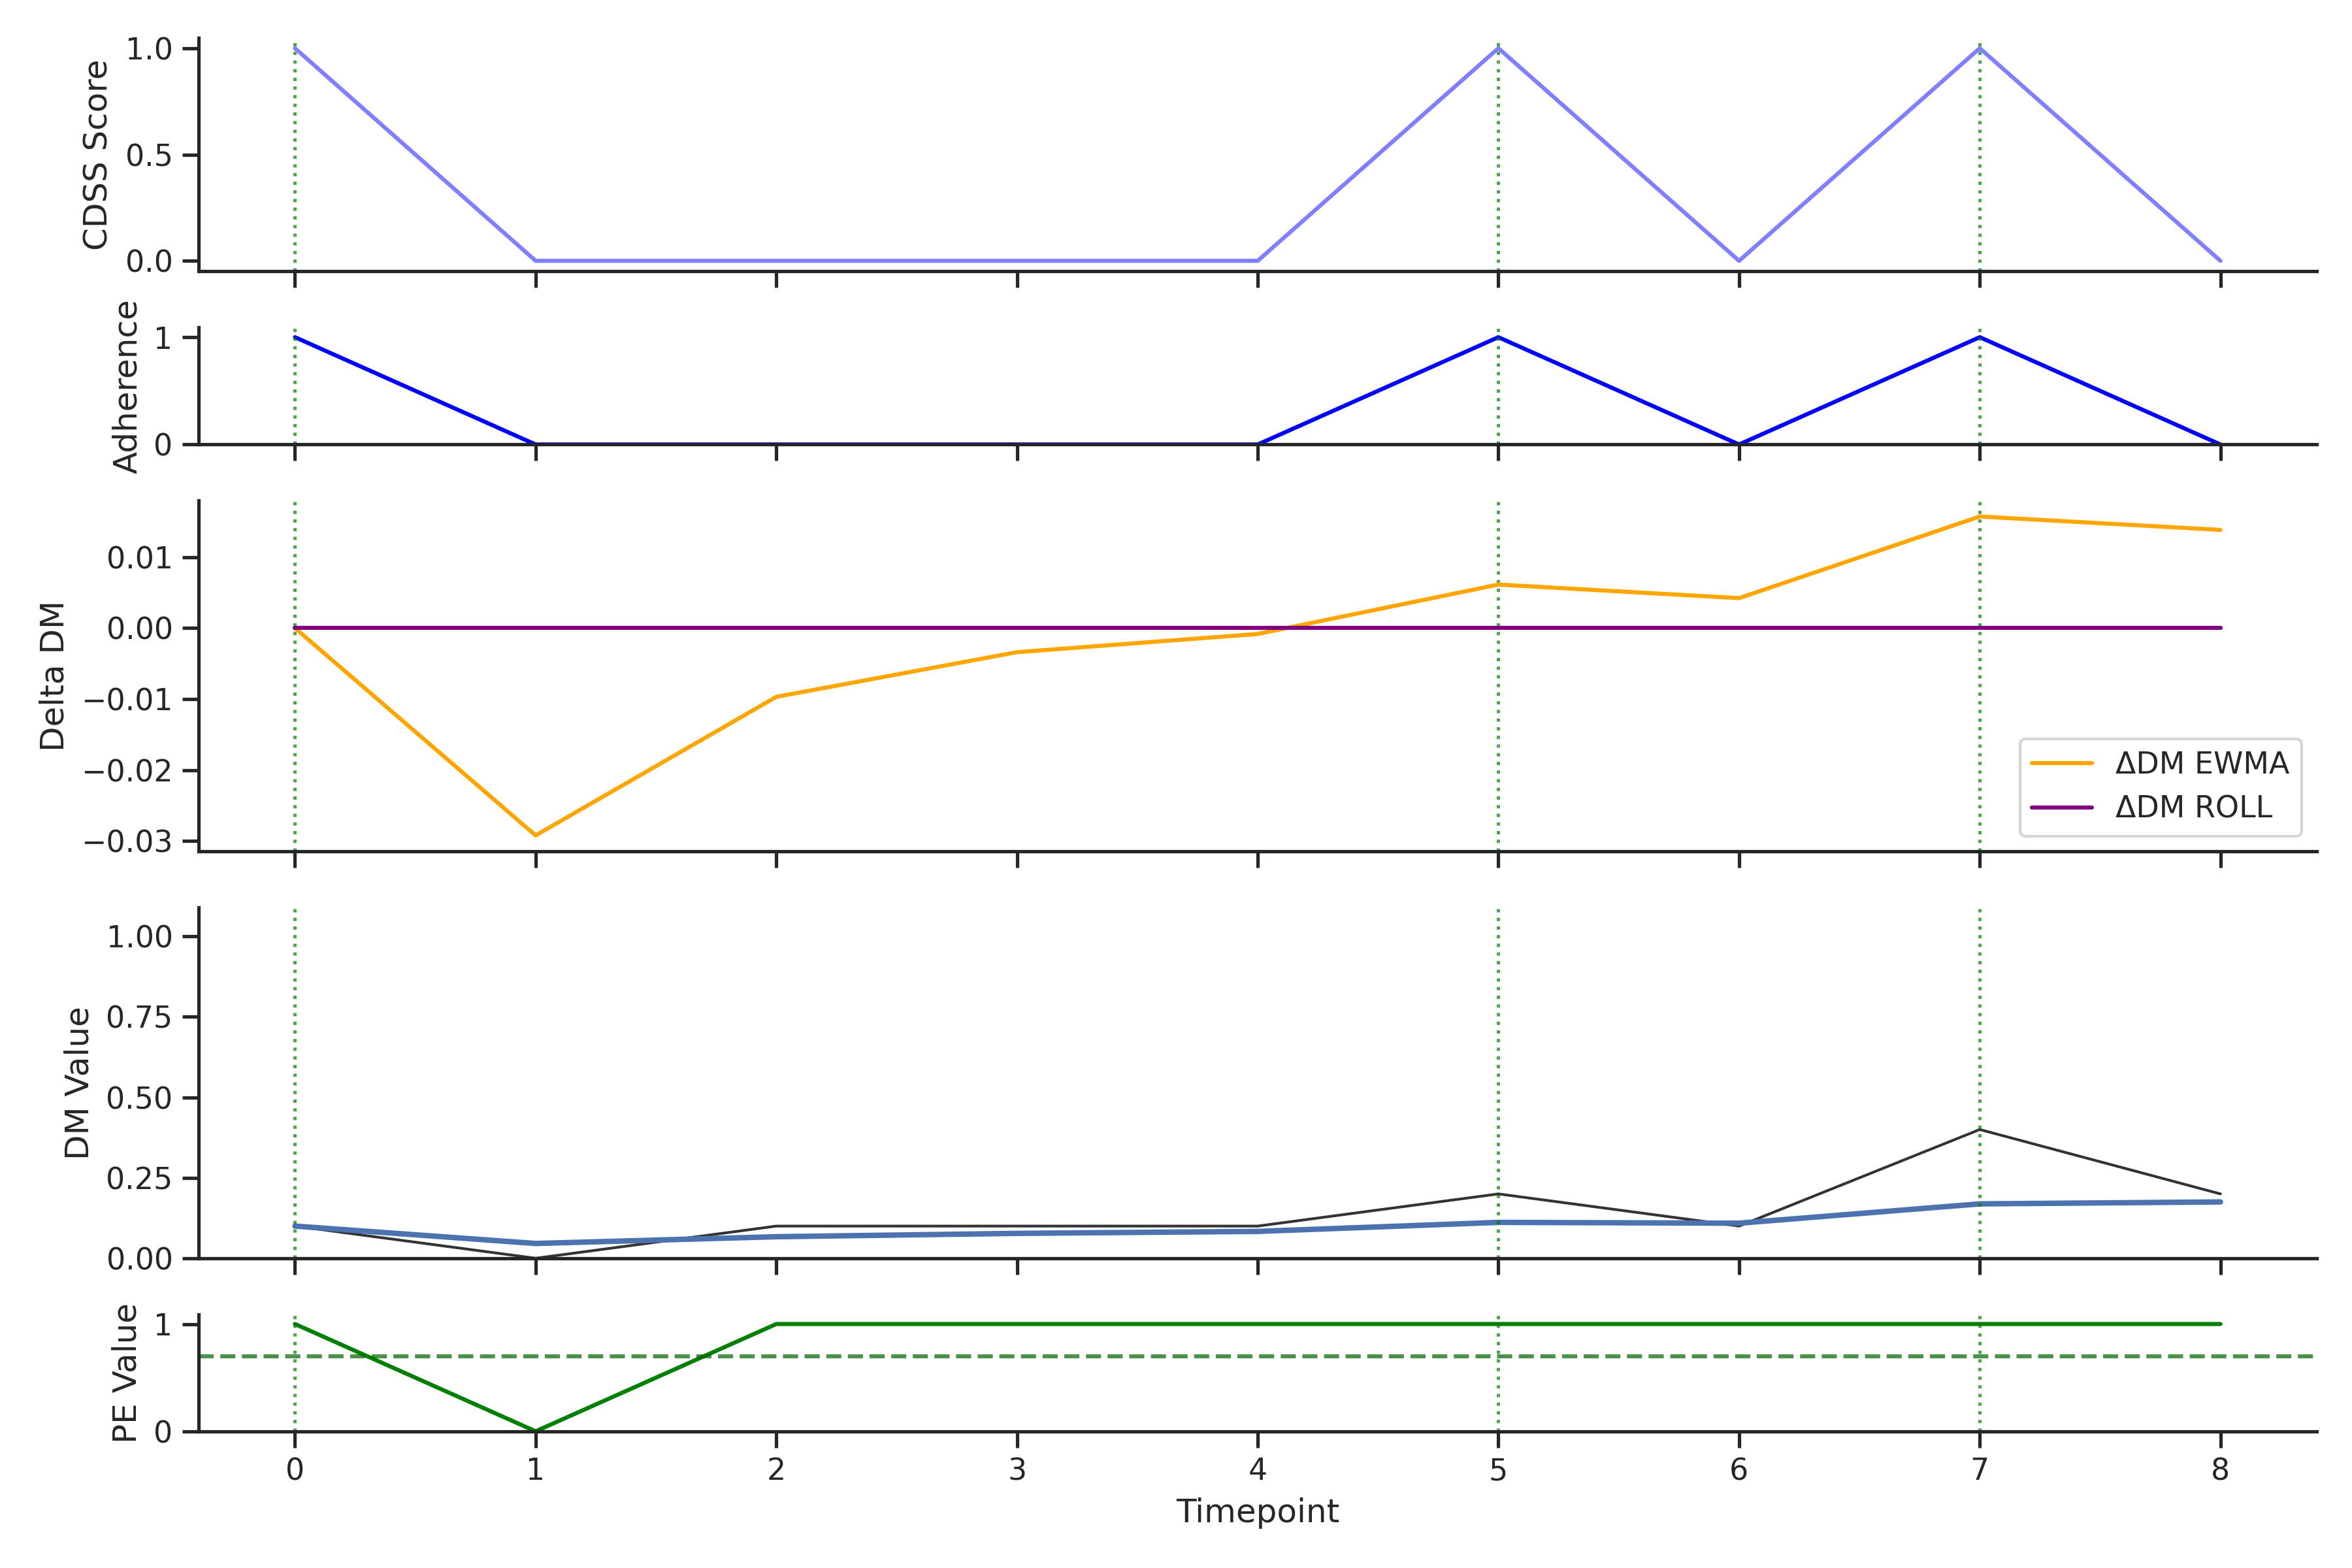 CDSS Score
1.0
0.5
0.0
Adherence
1
0
Delta DM
0.01
0.00
−0.01
−0.02
−0.03
ΔDM EWMA
ΔDM ROLL
DM Value
1.00
0.75
0.50
0.25
0.00
PE Value
1
0
0 1 2 3 4 5 6 7 8
Timepoint